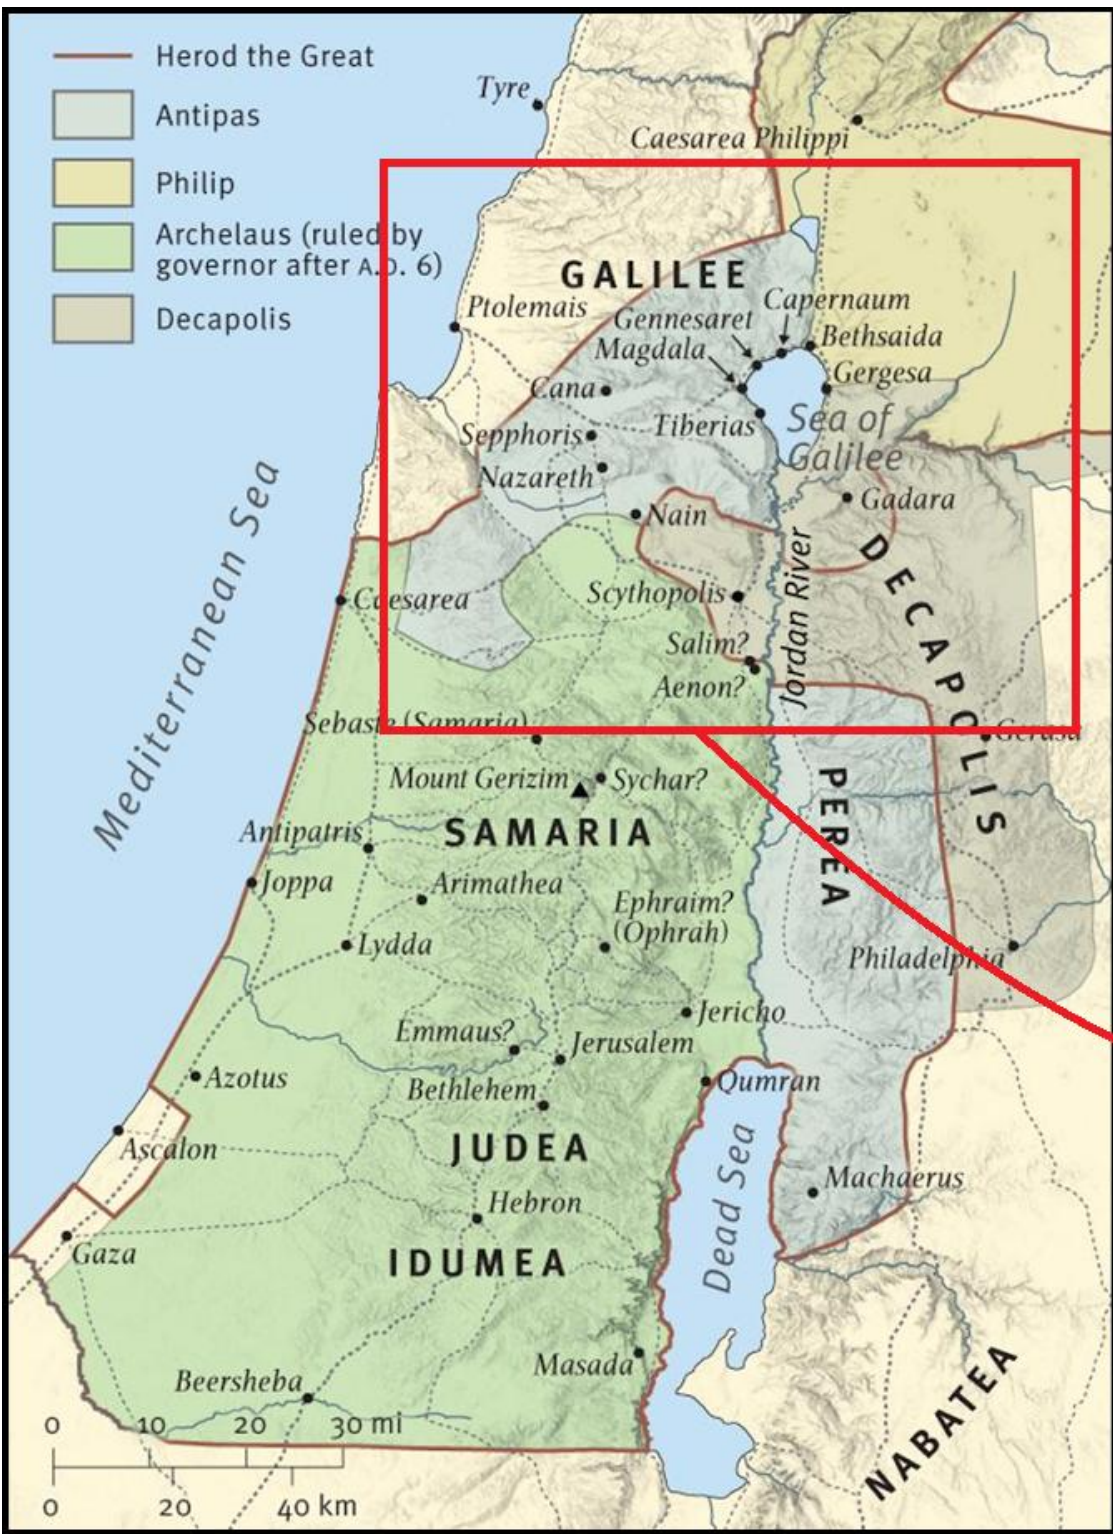 Herod the Great
Antipas
Philip
Archelaus (ruled by
governor after A.D. 6)
Decapolis
Tyre
Caesarea Philippi
GALILEE
Ptolemais
Capernaum
Gennesaret
Bethsaida
Magdala
Gergesa
Cana
Sea of
Galilee
Tiberias
Sepphoris
Nazareth
Gadara
Nain
DECAPOLIS
Mediterranean Sea
Jordan River
Scythopolis
Caesarea
Salim?
Aenon?
Sebaste (Samaria)
Gerasa
Mount Gerizim
Sychar?
PEREA
Antipatris
SAMARIA
Joppa
Arimathea
Ephraim?
(Ophrah)
Lydda
Philadelphia
Jericho
Emmaus?
Jerusalem
Azotus
Bethlehem
Qumran
Ascalon
JUDEA
Dead Sea
Machaerus
Hebron
Gaza
IDUMEA
Masada
Beersheba
NABATEA
0 10 20 30 mi
0 20 40 km